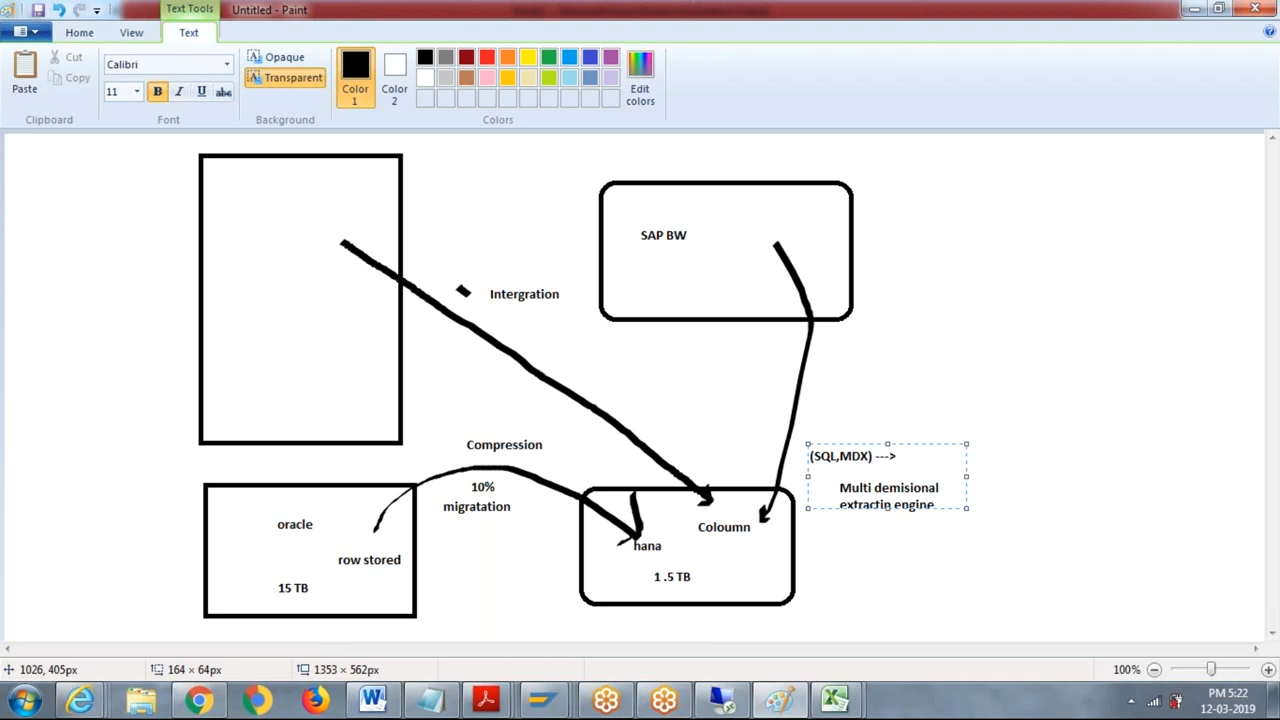 Text Tools
Untitled - Paint
Home
View
Text
Paste
Cut
Copy
Clipboard
Calibri
11
B
I
U
abc
Font
Opaque
Transparent
Background
Color
1
Color
2
Edit
colors
Colors
SAP BW
Intergration
Compression
10%
migratation
(SQL,MDX) --->
Multi demisional
extractin engine
oracle
row stored
15 TB
Coloumn
hana
1 .5 TB
1026, 405px
164 × 64px
1353 × 562px
100%
PM 5:22
12-03-2019